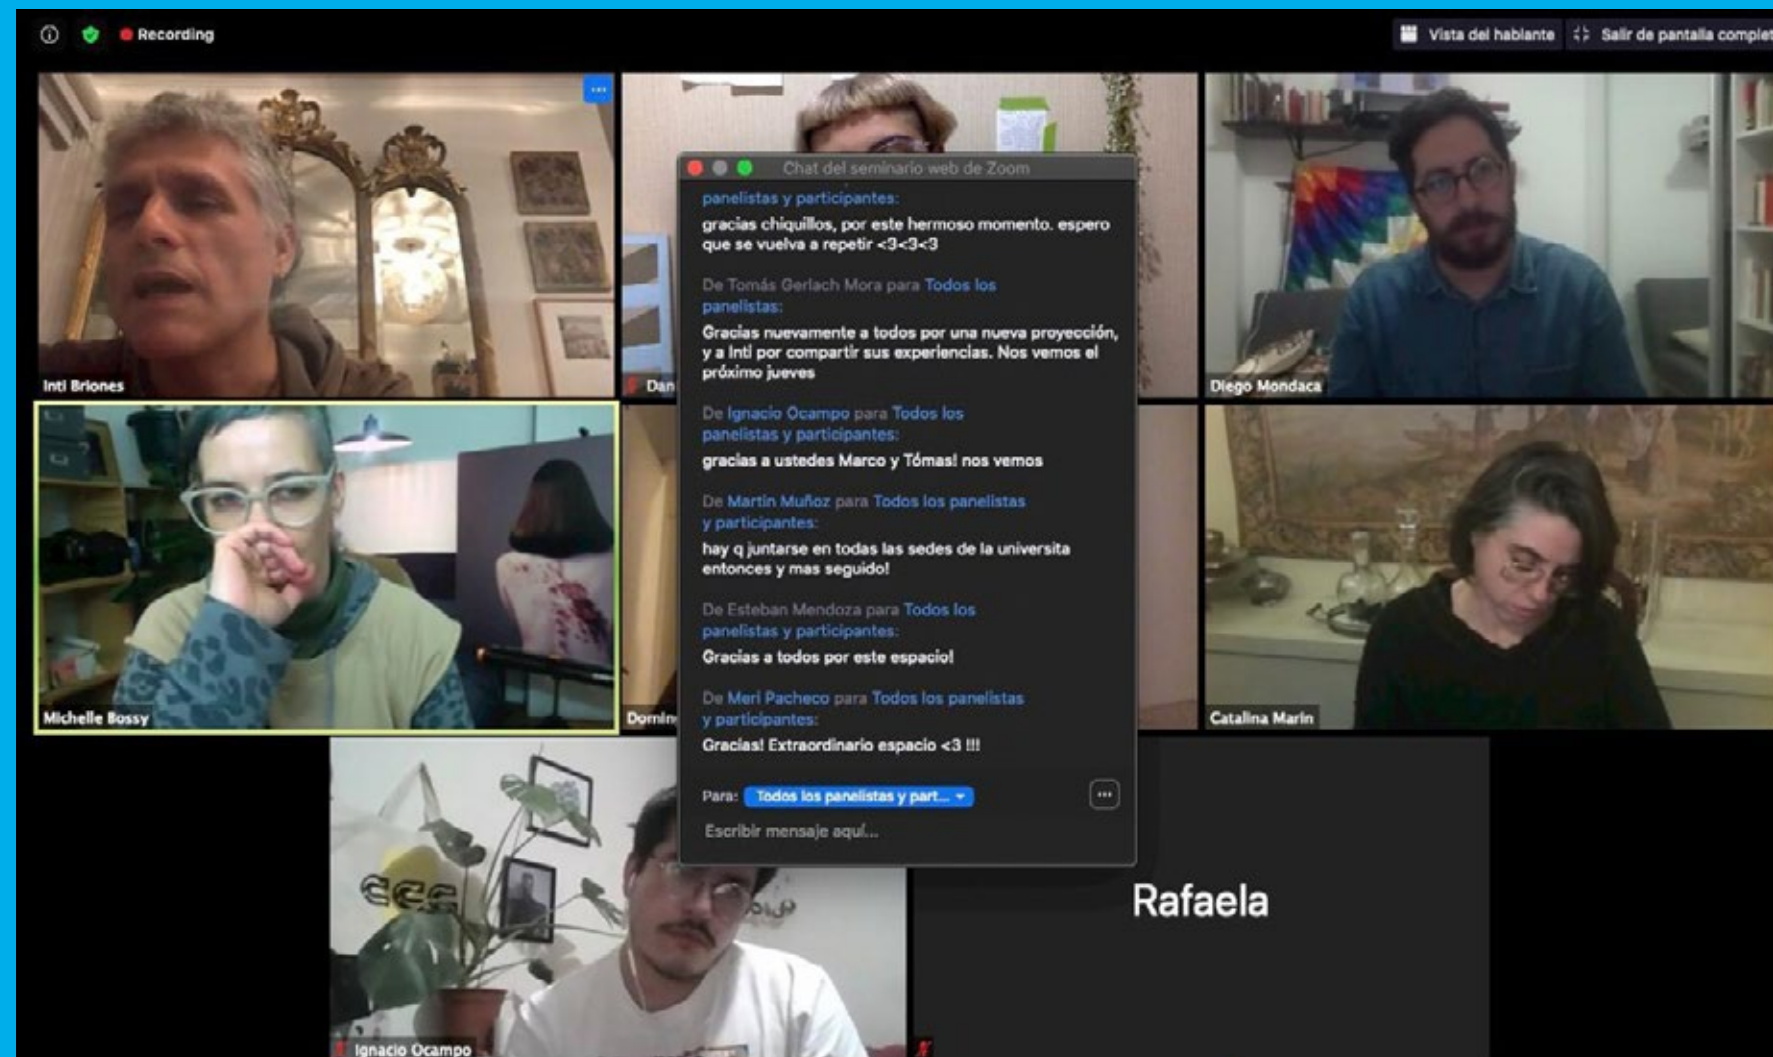 Recording
Vista del hablante
Salir de pantalla complet
Inti Briones
Dan
Diego Mondaca
Michelle Bossy
Domin
Catalina Marin
Chat del seminario web de Zoom
panelistas y participantes:
gracias chiquillos, por este hermoso momento. espero
que se vuelva a repetir <3<3<3
De Tomás Gerlach Mora para Todos los
panelistas:
Gracias nuevamente a todos por una nueva proyección,
y a Inti por compartir sus experiencias. Nos vemos el
próximo jueves
De Ignacio Ocampo para Todos los
panelistas y participantes:
gracias a ustedes Marco y Tómas! nos vemos
De Martin Muñoz para Todos los panelistas
y participantes:
hay q juntarse en todas las sedes de la universita
entonces y mas seguido!
De Esteban Mendoza para Todos los
panelistas y participantes:
Gracias a todos por este espacio!
De Meri Pacheco para Todos los panelistas
y participantes:
Gracias! Extraordinario espacio <3 !!!
Para: Todos los panelistas y part...
Escribir mensaje aquí...
Rafaela
Ignacio Ocampo